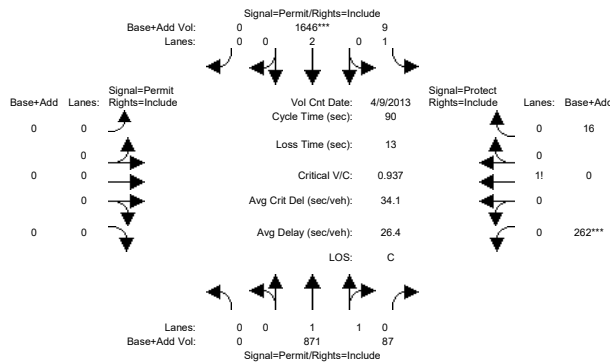 Signal=Permit/Rights=Include
Base+Add Vol: 0 1646*** 9
Lanes: 0 0 2 0 1
Signal=Permit Signal=Protect
Base+Add Lanes: Rights=Include Vol Cnt Date: 4/9/2013 Rights=Include Lanes: Base+Add
Cycle Time (sec): 90
0 0 0 16
Loss Time (sec): 13
0 0
0 0 Critical V/C: 0.937 1! 0
0 Avg Crit Del (sec/veh): 34.1 0
0 0 Avg Delay (sec/veh): 26.4 0 262***
LOS: C
Lanes: 0 0 1 1 0
Base+Add Vol: 0 871 87
Signal=Permit/Rights=Include